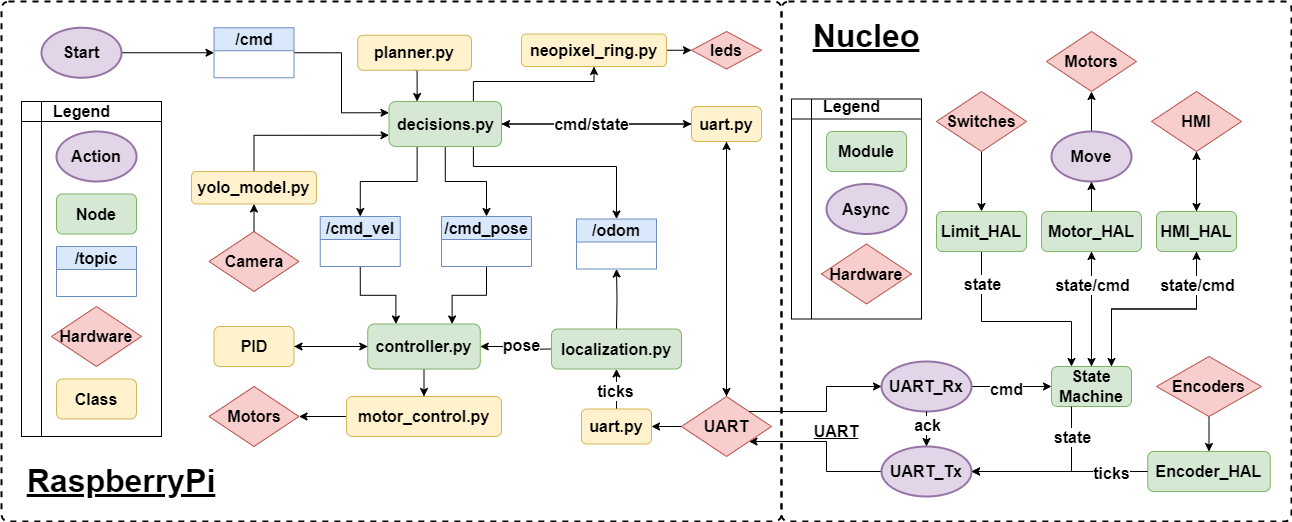 Start
/cmd
planner.py
neopixel_ring.py
leds
Legend
Action
Node
/topic
Hardware
Class
decisions.py
cmd/state
uart.py
yolo_model.py
Camera
/cmd_vel
/cmd_pose
/odom
PID
controller.py
pose
localization.py
ticks
Motors
motor_control.py
uart.py
UART
RaspberryPi
Nucleo
Legend
Module
Async
Hardware
Motors
Switches
Move
HMI
Limit_HAL
Motor_HAL
HMI_HAL
state
state/cmd
state/cmd
UART_Rx
cmd
State
Machine
Encoders
ack
UART
state
UART_Tx
ticks
Encoder_HAL